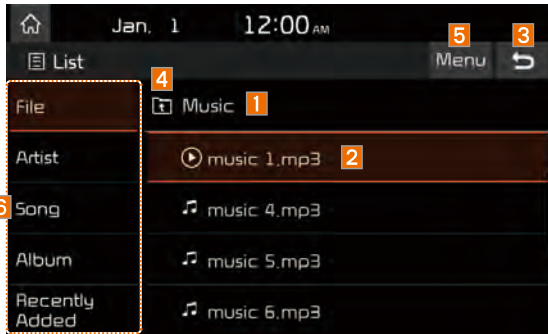 Jan. 1 12:00 AM
5 3
List Menu
4
File Music 1
Artist music 1.mp3 2
6 Song music 4.mp3
Album music 5.mp3
Recently
Added music 6.mp3